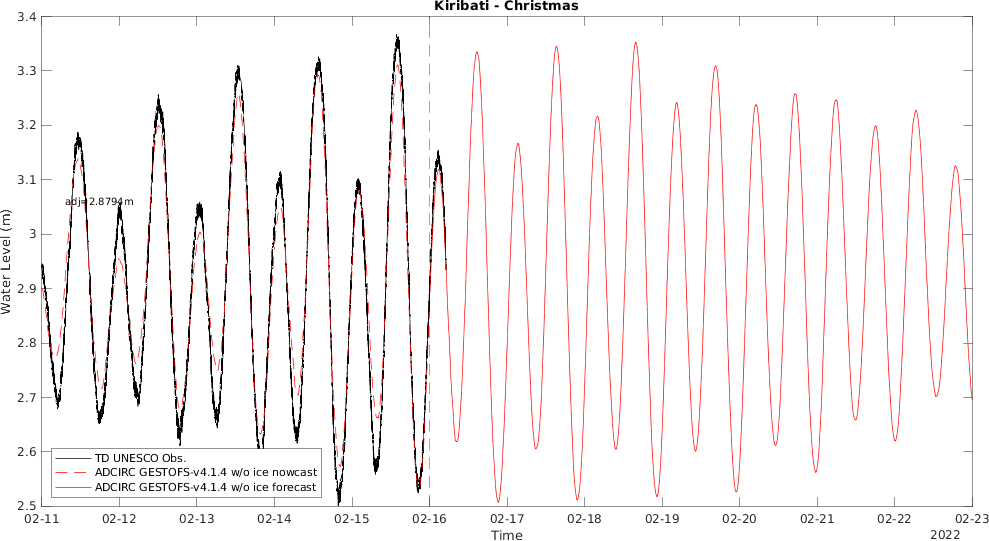 Kiribati - Christmas
3.4
3.3
3.2
3.1
3
2.9
2.8
2.7
2.6
2.5
Water Level (m)
adj=2.8794m
TD UNESCO Obs.
ADCIRC GESTOFS-v4.1.4 w/o ice nowcast
ADCIRC GESTOFS-v4.1.4 w/o ice forecast
02-11 02-12 02-13 02-14 02-15 02-16 02-17 02-18 02-19 02-20 02-21 02-22 02-23
Time
2022